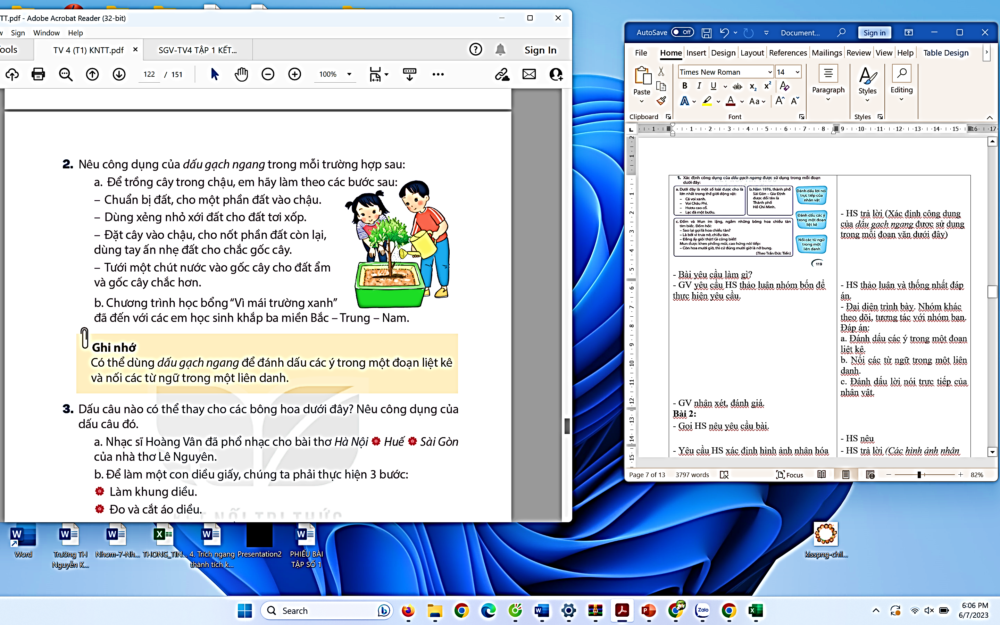 TT.pdf - Adobe Acrobat Reader (32-bit)
Sign Window Help
ools
TV 4 (T1) KNTT.pdf
SGV-TV4 TẬP 1 KẾT...
Sign In
122 / 151
100%
2. Nêu công dụng của dấu gạch ngang trong mỗi trường hợp sau:
a. Để trồng cây trong chậu, em hãy làm theo các bước sau:
– Chuẩn bị đất, cho một phần đất vào chậu.
– Dùng xẻng nhỏ xới đất cho đất tơi xốp.
– Đặt cây vào chậu, cho nốt phần đất còn lại,
dùng tay ấn nhẹ đất cho chắc gốc cây.
– Tưới một chút nước vào gốc cây cho đất ẩm
và gốc cây chắc hơn.
b. Chương trình học bổng “Vì mái trường xanh”
đã đến với các em học sinh khắp ba miền Bắc – Trung – Nam.
Ghi nhớ
Có thể dùng dấu gạch ngang để đánh dấu các ý trong một đoạn liệt kê
và nối các từ ngữ trong một liên danh.
3. Dấu câu nào có thể thay cho các bông hoa dưới đây? Nêu công dụng của
dấu câu đó.
a. Nhạc sĩ Hoàng Vân đã phổ nhạc cho bài thơ Hà Nội Huế Sài Gòn
của nhà thơ Lê Nguyên.
b. Để làm một con diều giấy, chúng ta phải thực hiện 3 bước:
Làm khung diều.
Đo và cắt áo diều.
KẾT NỐI TRI THỨC
AutoSave Off
Document...
Sign in
File Home Insert Design Layout References Mailings Review View Help Table Design
Paste
Clipboard
Times New Roman 14
Font
Paragraph
Styles
Styles
Editing
1. Xác định công dụng của dấu gạch ngang được sử dụng trong mỗi đoạn
dưới đây:
a. Dưới đây là một số loài được cho là
lớn nhất trong thế giới động vật:
– Cá voi xanh.
– Voi Châu Phi.
– Hươu cao cổ.
– Lạc đà một bướu.
b. Năm 1976, thành phố
Sài Gòn – Gia Định
được đổi tên là
Thành phố
Hồ Chí Minh.
c. Đốm và Mun im lặng, ngắm những bông hoa chiều tàn
tím biếc. Đốm hỏi:
– Sao lại gọi là hoa chiều tàn?
– Là bởi vì trưa nở, chiều tàn.
– Đằng ấy giỏi thật! Gì cũng biết!
Mun được khen phổng mũi, cao hứng nói tiếp:
– Còn hoa mười giờ, thì cứ đúng mười giờ là nở bung.
(Theo Trần Đức Tiến)
Đánh dấu lời nói
trực tiếp của
nhân vật
Đánh dấu các ý
trong một đoạn
liệt kê
Nối các từ ngữ
trong một
liên danh
119
- Bài yêu cầu làm gì?
- GV yêu cầu HS thảo luận nhóm bốn để
thực hiện yêu cầu.
- GV nhận xét, đánh giá.
Bài 2:
- Gọi HS nêu yêu cầu bài.
- Yêu cầu HS xác định hình ảnh nhân hóa
- HS trả lời (Xác định công dụng
của dấu gạch ngang được sử dụng
trong mỗi đoạn văn dưới đây)
- HS thảo luận và thống nhất đáp
án.
- Đại diện trình bày. Nhóm khác
theo dõi, tương tác với nhóm bạn.
Đáp án:
a. Đánh dấu các ý trong một đoạn
liệt kê.
b. Nối các từ ngữ trong một liên
danh.
c. Đánh dấu lời nói trực tiếp của
nhân vật.
- HS nêu
- HS trả lời (Các hình ảnh nhân
Page 7 of 13 3797 words Focus 82%
Word
Trường TH
Nguyễn K...
Nhom-7-Nh...
THONG_TIN...
4. Trích ngang
thành tích k...
Presentation2
PHIẾU BÀI
TẬP SỐ 1
kisspng-chil...
Search
Zalo
6:06 PM
6/7/2023